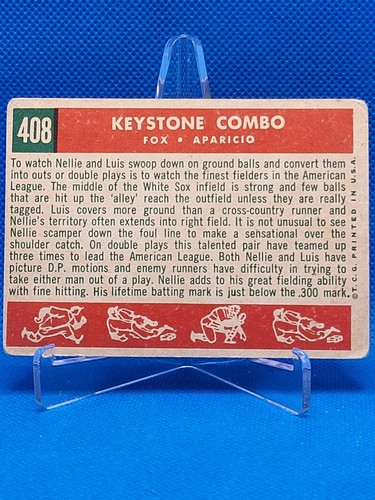 408
KEYSTONE COMBO
FOX • APARICIO
To watch Nellie and Luis swoop down on ground balls and convert them
into outs or double plays is to watch the finest fielders in the American
League. The middle of the White Sox infield is strong and few balls
that are hit up the 'alley' reach the outfield unless they are really
tagged. Luis covers more ground than a cross-country runner and
Nellie's territory often extends into right field. It is not unusual to see
Nellie scamper down the foul line to make a sensational over the
shoulder catch. On double plays this talented pair have teamed up
three times to lead the American League. Both Nellie and Luis have
picture D.P. motions and enemy runners have difficulty in trying to
take either man out of a play. Nellie adds to his great fielding ability
with fine hitting. His lifetime batting mark is just below the .300 mark.
© T.C.G. PRINTED IN U.S.A.